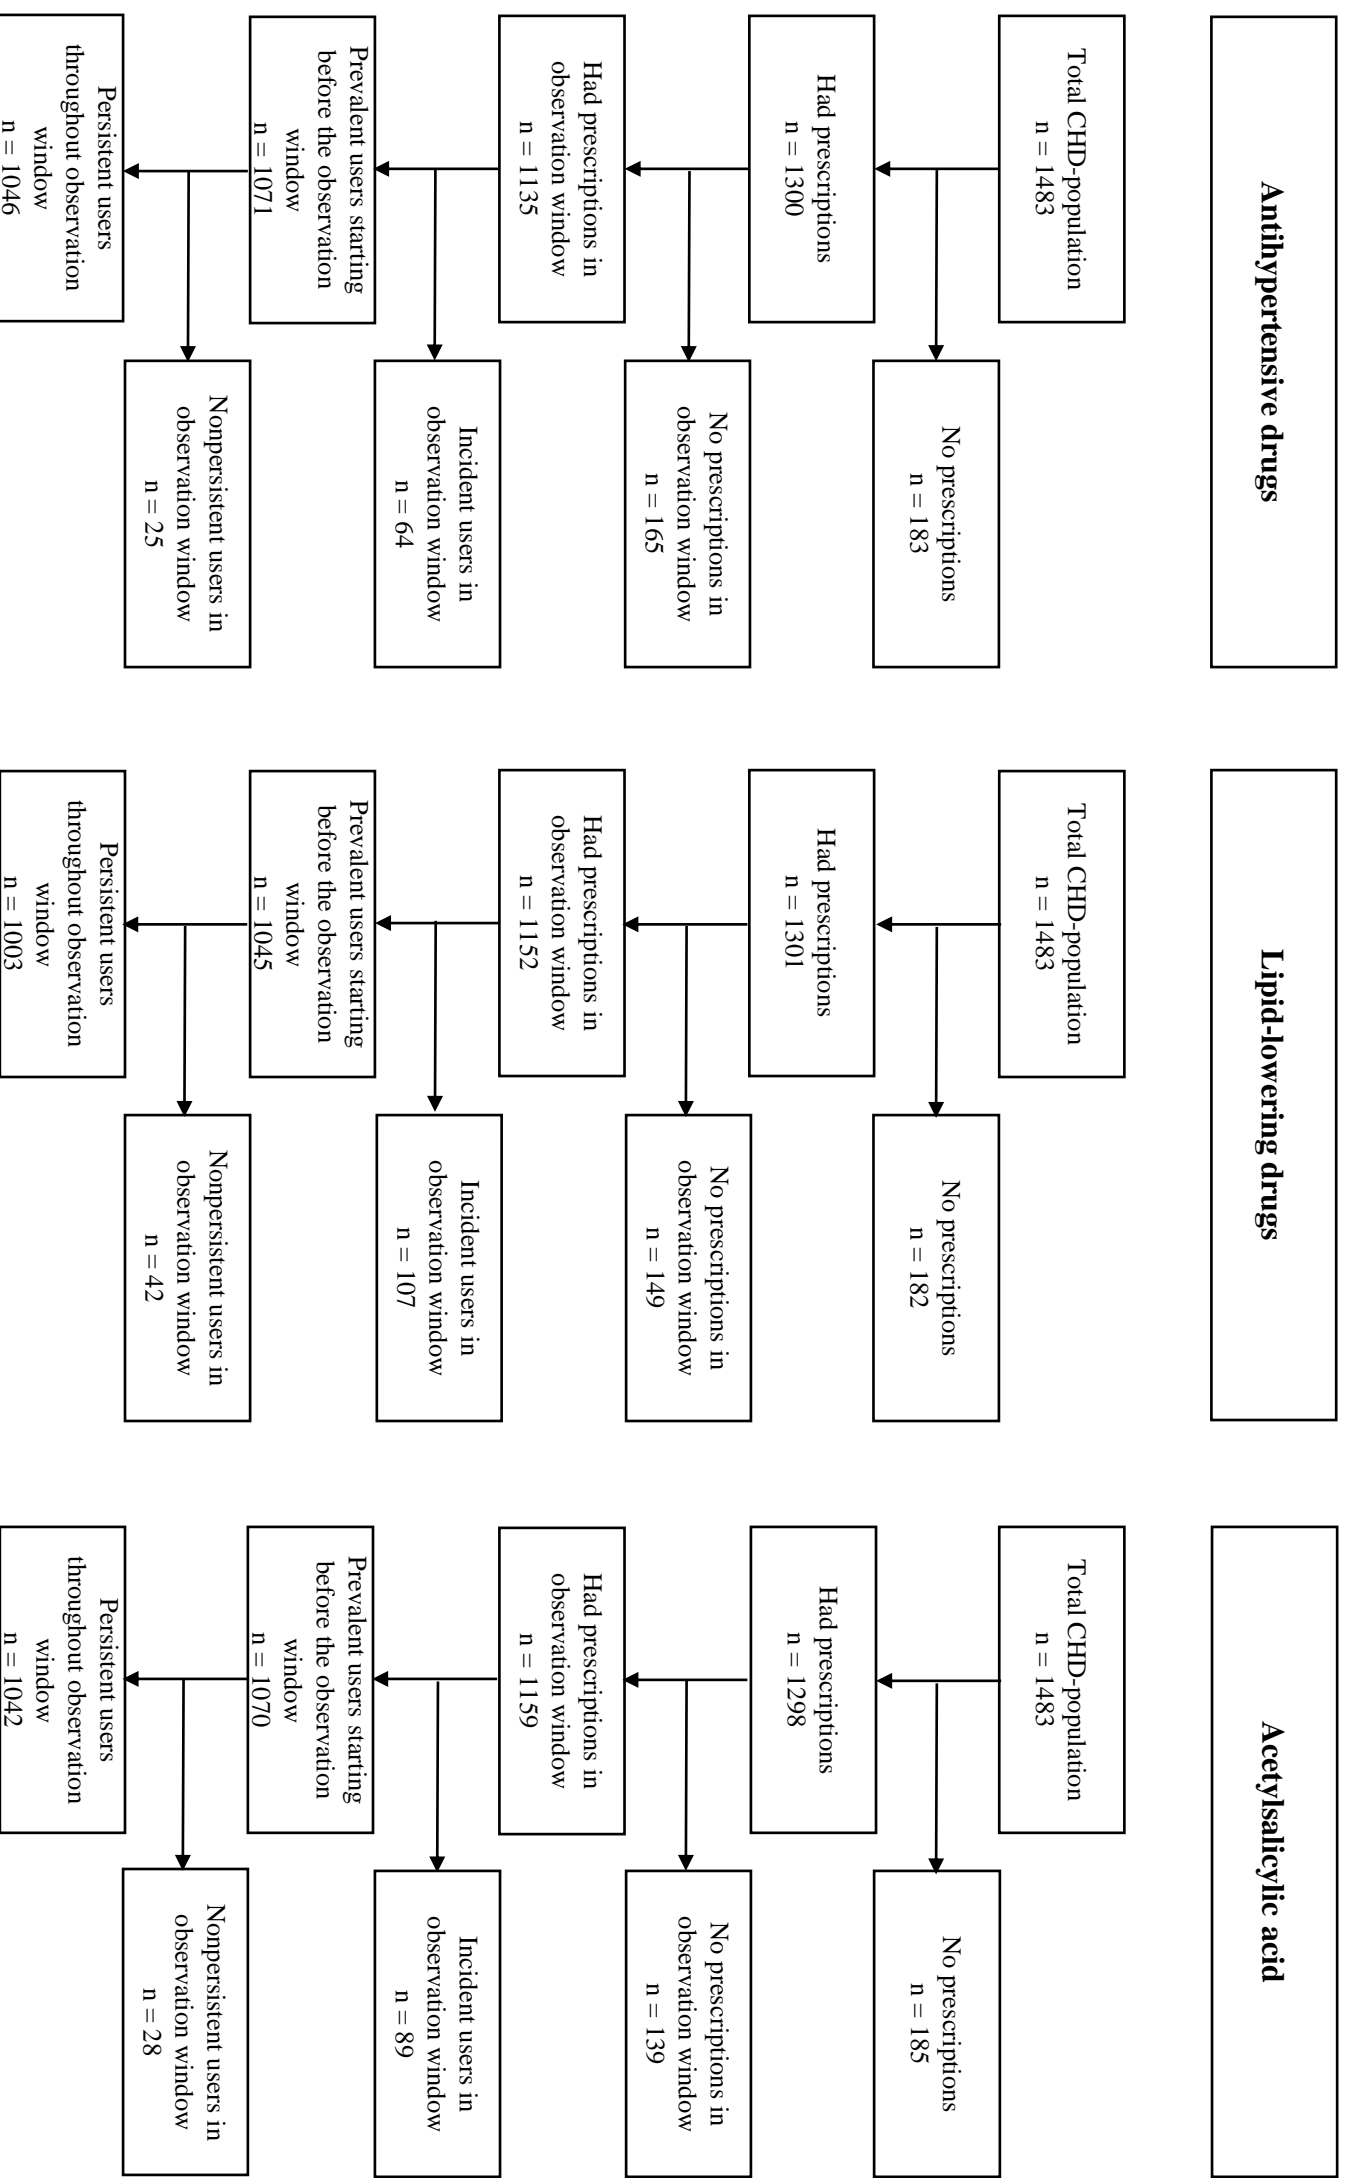 Antihypertensive drugs
Total CHD-population
n = 1483
No prescriptions
n = 183
Had prescriptions
n = 1300
No prescriptions in
observation window
n = 165
Had prescriptions in
observation window
n = 1135
Incident users in
observation window
n = 64
Prevalent users starting
before the observation
window
n = 1071
Nonpersistent users in
observation window
n = 25
Persistent users
throughout observation
window
n = 1046
Lipid-lowering drugs
Total CHD-population
n = 1483
No prescriptions
n = 182
Had prescriptions
n = 1301
No prescriptions in
observation window
n = 149
Had prescriptions in
observation window
n = 1152
Incident users in
observation window
n = 107
Prevalent users starting
before the observation
window
n = 1045
Nonpersistent users in
observation window
n = 42
Persistent users
throughout observation
window
n = 1003
Acetylsalicylic acid
Total CHD-population
n = 1483
No prescriptions
n = 185
Had prescriptions
n = 1298
No prescriptions in
observation window
n = 139
Had prescriptions in
observation window
n = 1159
Incident users in
observation window
n = 89
Prevalent users starting
before the observation
window
n = 1070
Nonpersistent users in
observation window
n = 28
Persistent users
throughout observation
window
n = 1042